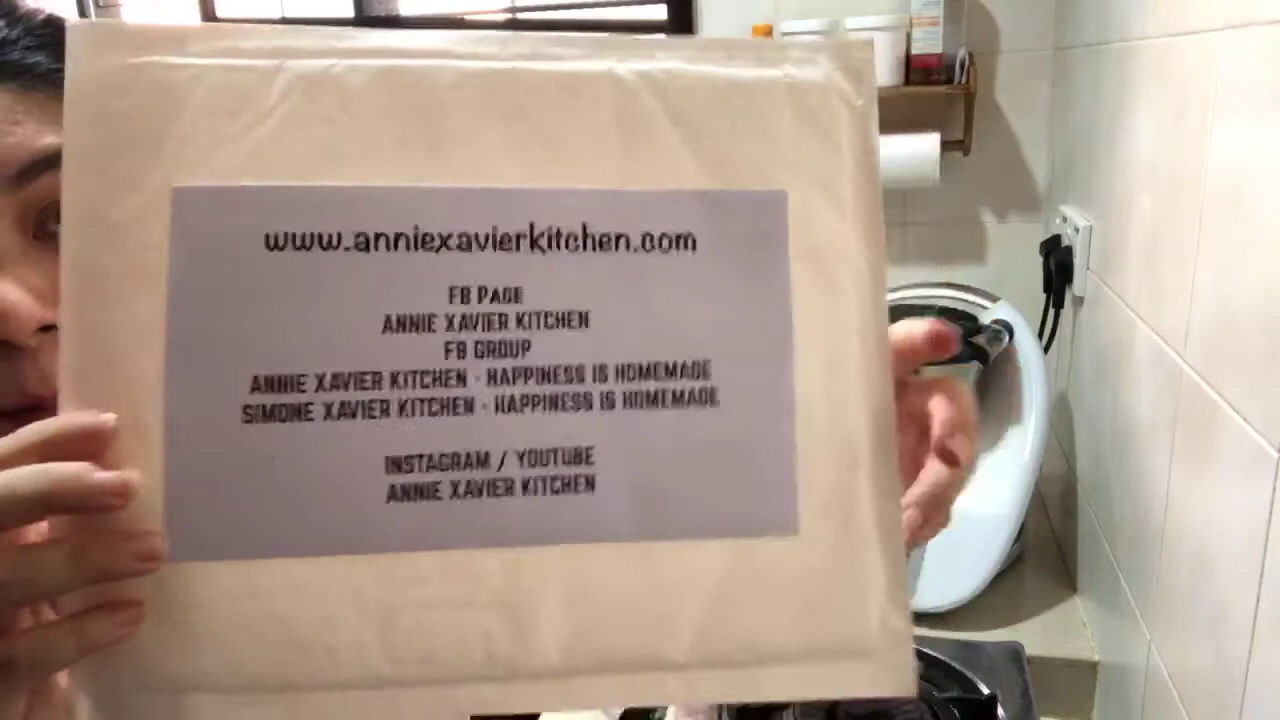 www.anniexavierkitchen.com
FB PAGE
ANNIE XAVIER KITCHEN
FB GROUP
ANNIE XAVIER KITCHEN - HAPPINESS IS HOMEMADE
SIMONE XAVIER KITCHEN - HAPPINESS IS HOMEMADE
INSTAGRAM / YOUTUBE
ANNIE XAVIER KITCHEN